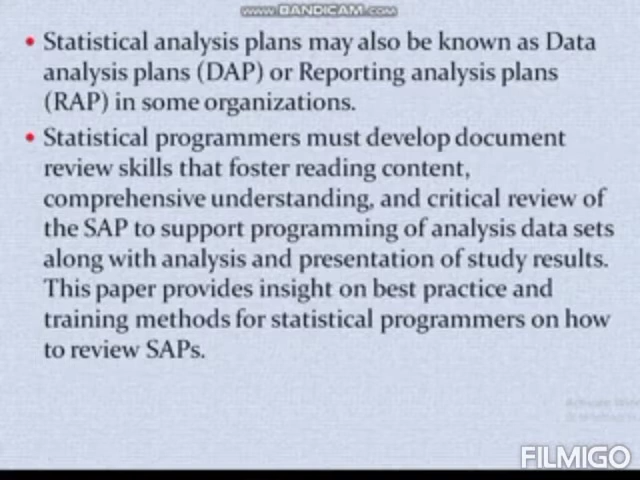 www.BANDICAM.com
• Statistical analysis plans may also be known as Data
analysis plans (DAP) or Reporting analysis plans
(RAP) in some organizations.
• Statistical programmers must develop document
review skills that foster reading content,
comprehensive understanding, and critical review of
the SAP to support programming of analysis data sets
along with analysis and presentation of study results.
This paper provides insight on best practice and
training methods for statistical programmers on how
to review SAPs.
FILMIGO